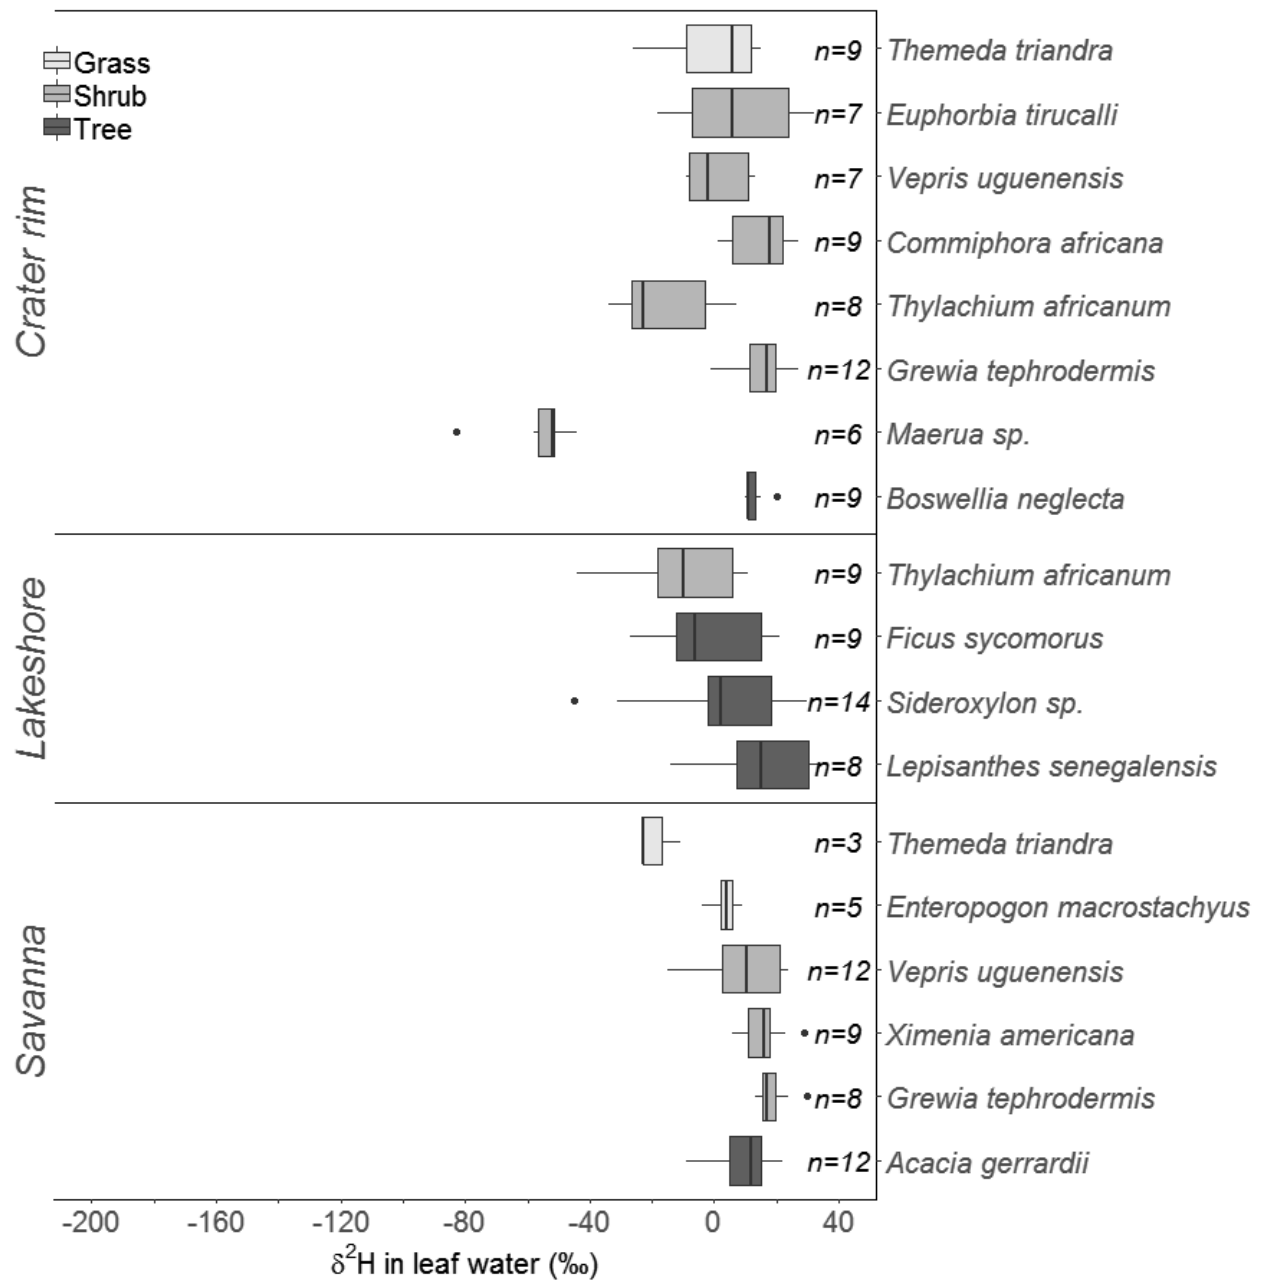 Grass
Shrub
Tree
Crater rim
n=9 Themeda triandra
n=7 Euphorbia tirucalli
n=7 Vepris uguenensis
n=9 Commiphora africana
n=8 Thylachium africanum
n=12 Grewia tephrodermis
n=6 Maerua sp.
n=9 Boswellia neglecta
Lakeshore
n=9 Thylachium africanum
n=9 Ficus sycomorus
n=14 Sideroxylon sp.
n=8 Lepisanthes senegalensis
Savanna
n=3 Themeda triandra
n=5 Enteropogon macrostachyus
n=12 Vepris uguenensis
n=9 Ximenia americana
n=8 Grewia tephrodermis
n=12 Acacia gerrardii
-200 -160 -120 -80 -40 0 40
δ²H in leaf water (‰)